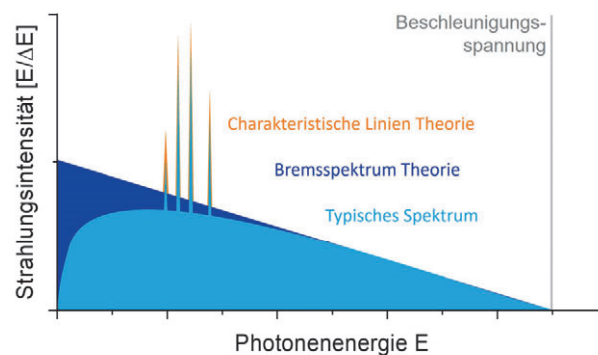 Beschleunigungs-
spannung
Charakteristische Linien Theorie
Bremsspektrum Theorie
Typisches Spektrum
Strahlungsintensität [E/ΔE]
Photonenenergie E